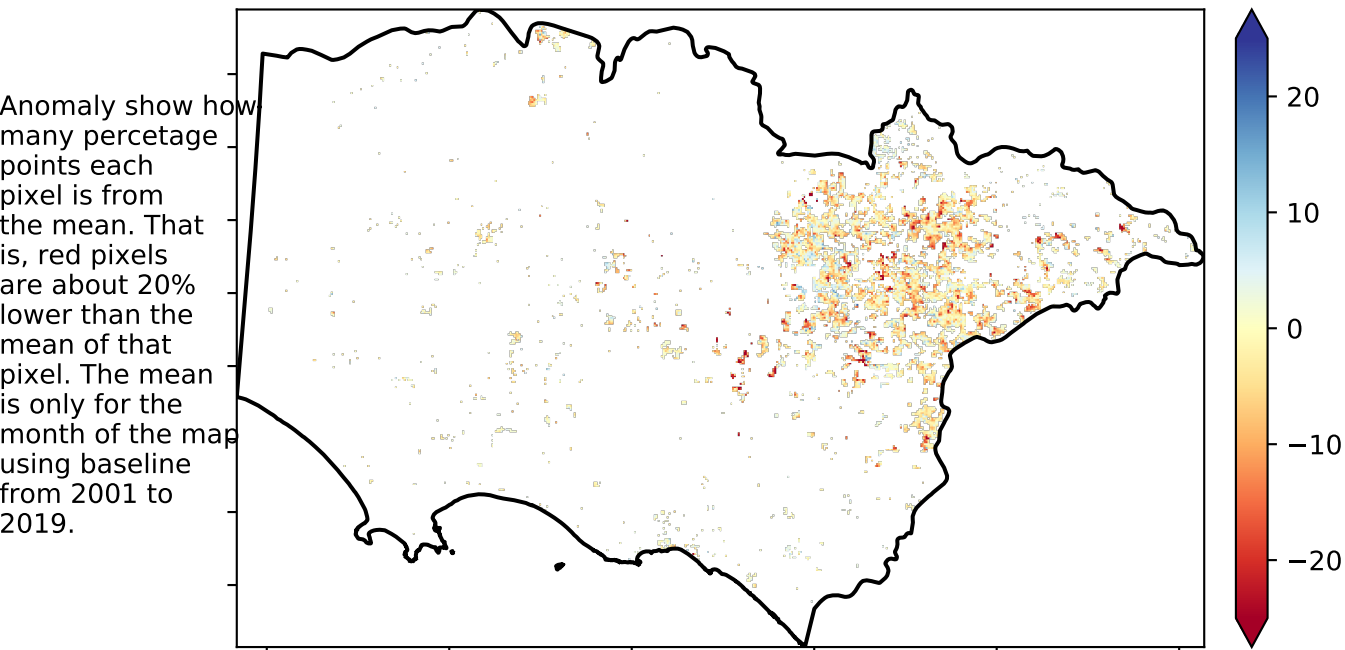 Anomaly show how
many percetage
points each
pixel is from
the mean. That
is, red pixels
are about 20%
lower than the
mean of that
pixel. The mean
is only for the
month of the map
using baseline
from 2001 to
2019.
20
10
0
−10
−20